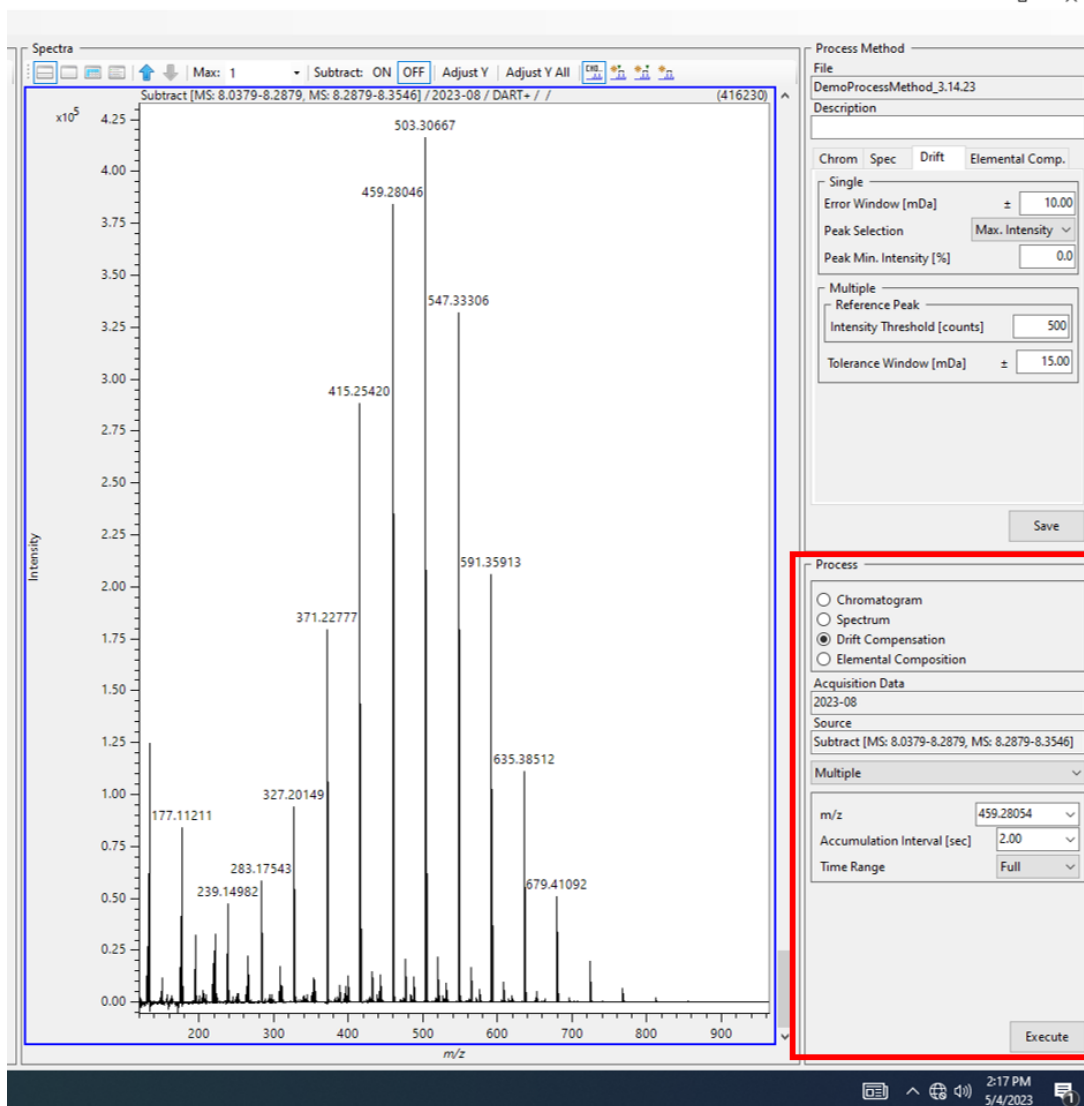 Spectra
Max: 1 Subtract: ON OFF Adjust Y Adjust Y All
Subtract [MS: 8.0379-8.2879, MS: 8.2879-8.3546] / 2023-08 / DART+ / / (416230)
x10^5
4.25
4.00
3.75
3.50
3.25
3.00
2.75
2.50
2.25
2.00
1.75
1.50
1.25
1.00
0.75
0.50
0.25
0.00
Intensity
503.30667
459.28046
547.33306
415.25420
591.35913
371.22777
635.38512
327.20149
177.11211
283.17543
239.14982
679.41092
200 300 400 500 600 700 800 900
m/z
Process Method
File
DemoProcessMethod_3.14.23
Description
Chrom Spec Drift Elemental Comp.
Single
Error Window [mDa] ± 10.00
Peak Selection Max. Intensity
Peak Min. Intensity [%] 0.0
Multiple
Reference Peak
Intensity Threshold [counts] 500
Tolerance Window [mDa] ± 15.00
Save
Process
Chromatogram
Spectrum
Drift Compensation
Elemental Composition
Acquisition Data
2023-08
Source
Subtract [MS: 8.0379-8.2879, MS: 8.2879-8.3546]
Multiple
m/z 459.28054
Accumulation Interval [sec] 2.00
Time Range Full
Execute
2:17 PM
5/4/2023
1